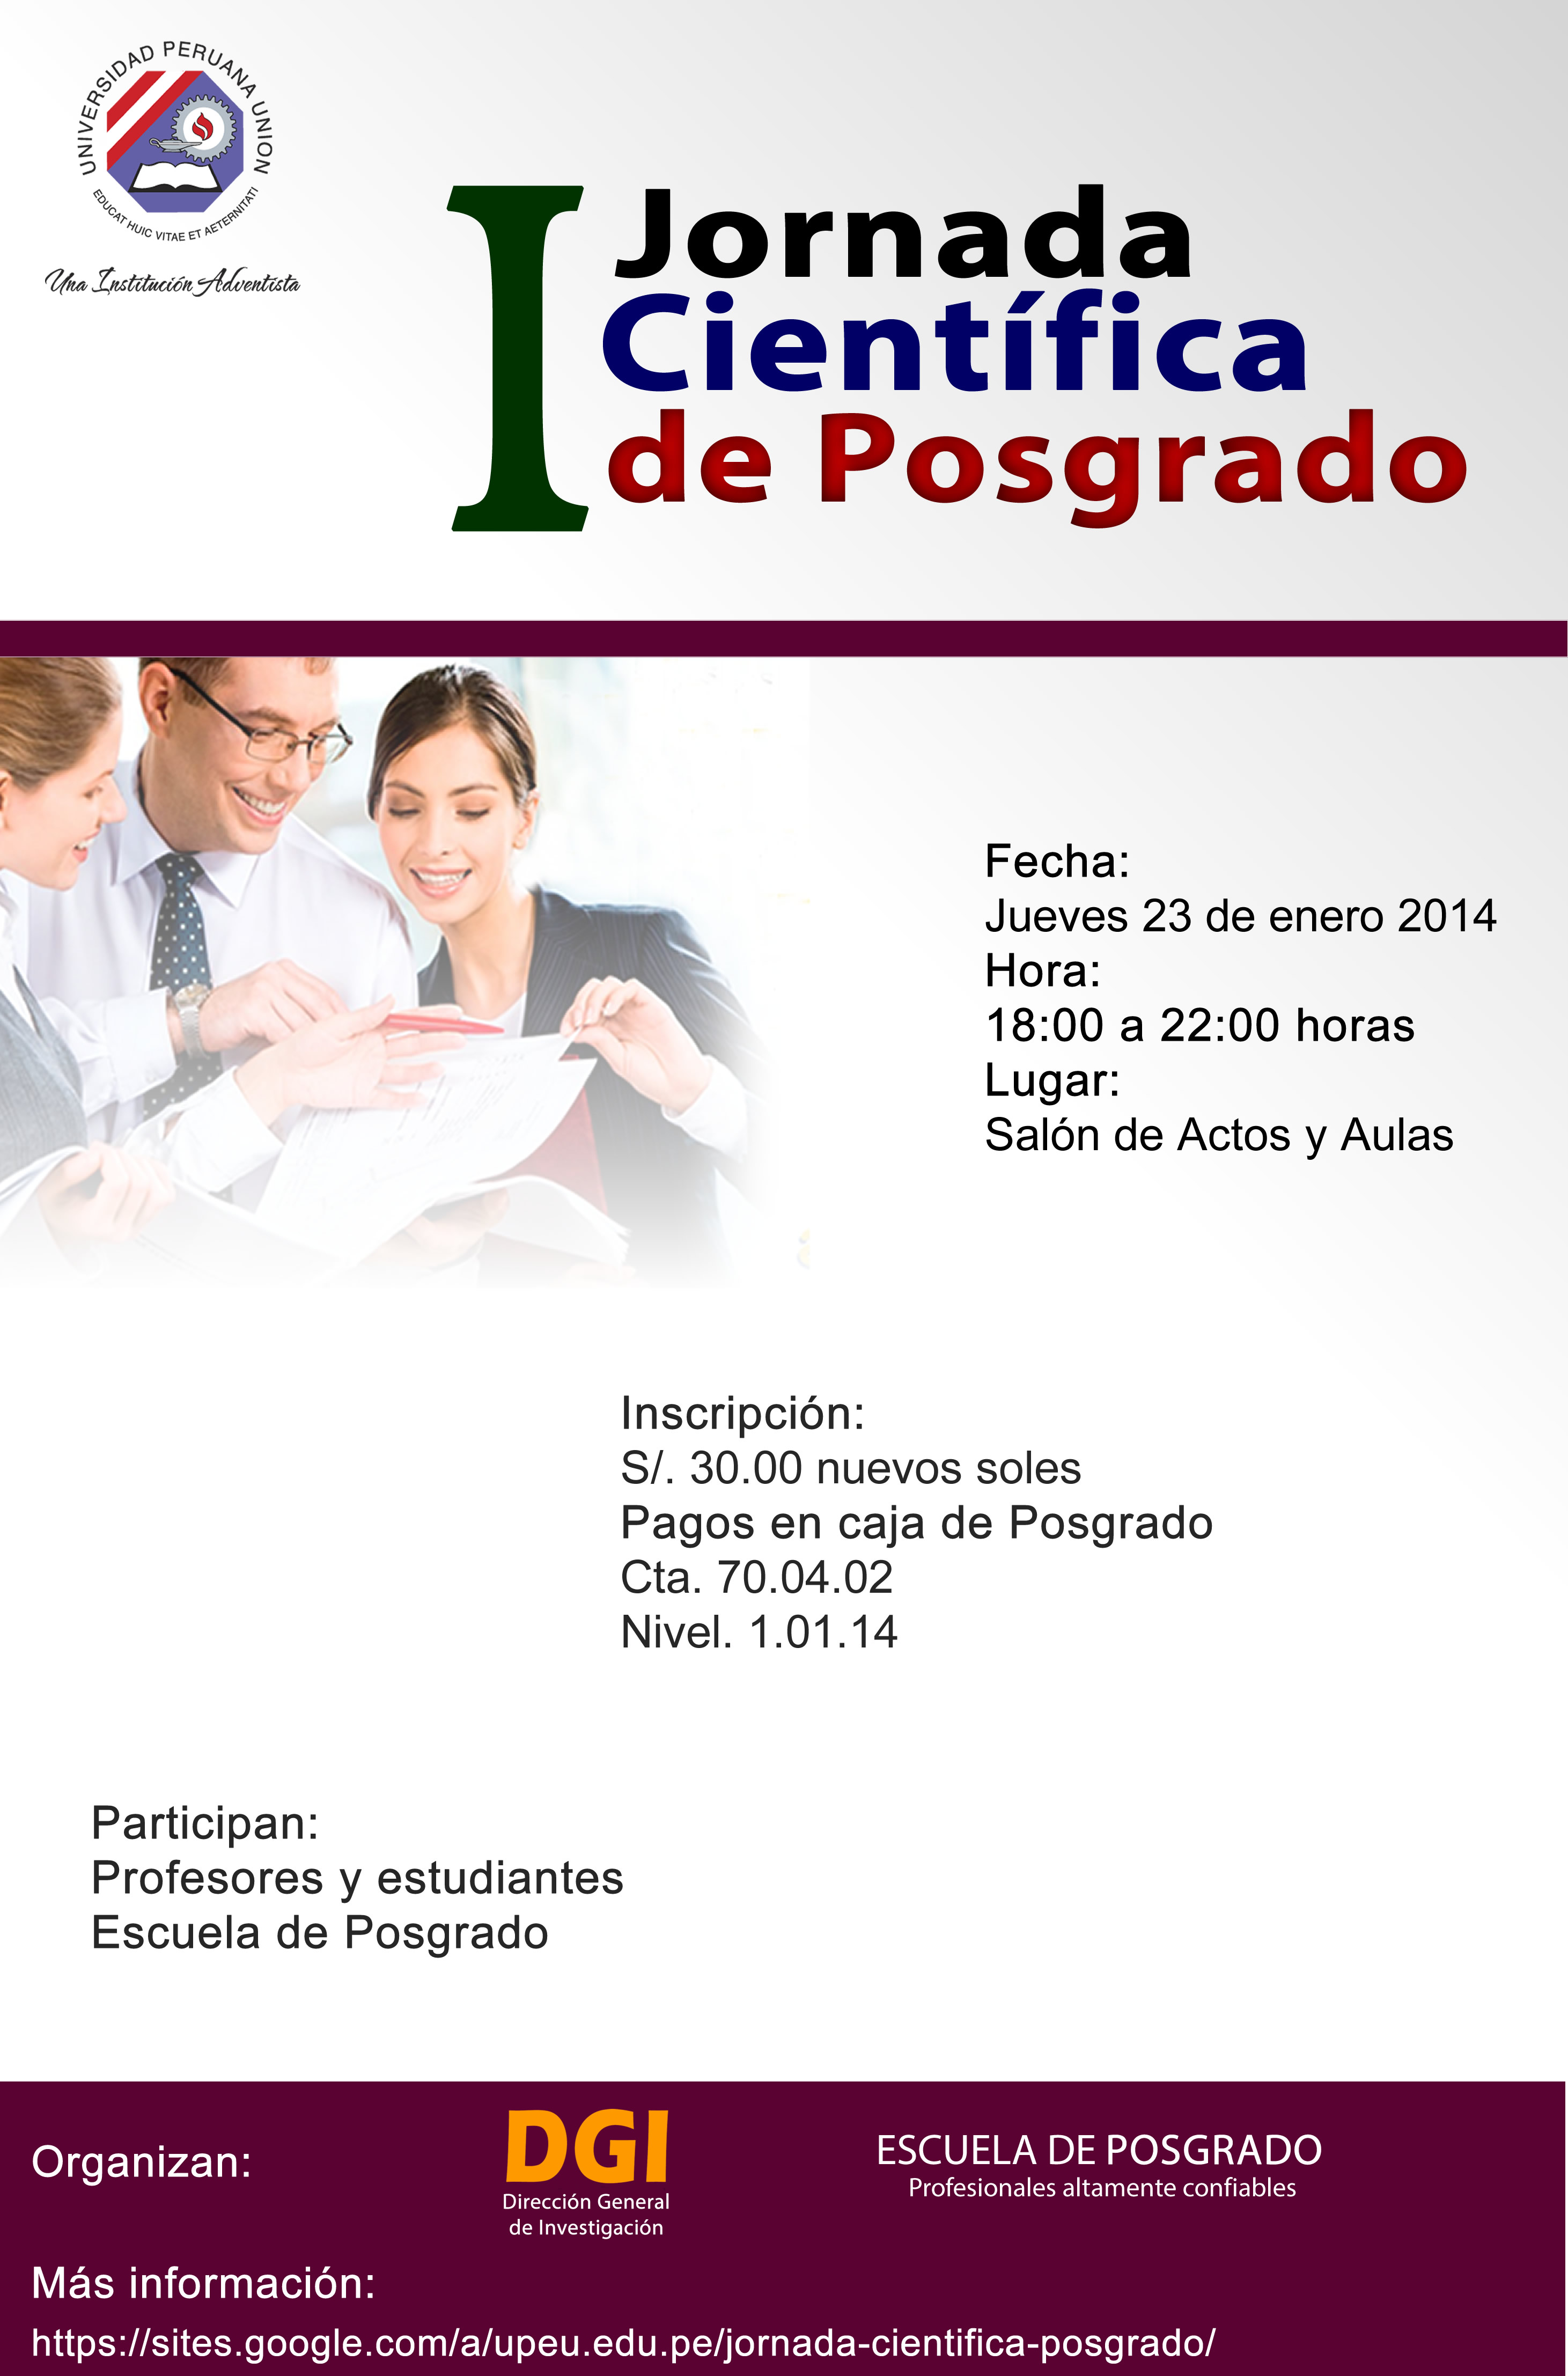 UNIVERSIDAD PERUANA UNION
EDUCAT HUIC VITAE ET AETERNITATI
Una Institución Adventista
I Jornada
Científica
de Posgrado
Fecha:
Jueves 23 de enero 2014
Hora:
18:00 a 22:00 horas
Lugar:
Salón de Actos y Aulas
Inscripción:
S/. 30.00 nuevos soles
Pagos en caja de Posgrado
Cta. 70.04.02
Nivel. 1.01.14
Participan:
Profesores y estudiantes
Escuela de Posgrado
Organizan:
DGI
Dirección General
de Investigación
ESCUELA DE POSGRADO
Profesionales altamente confiables
Más información:
https://sites.google.com/a/upeu.edu.pe/jornada-cientifica-posgrado/